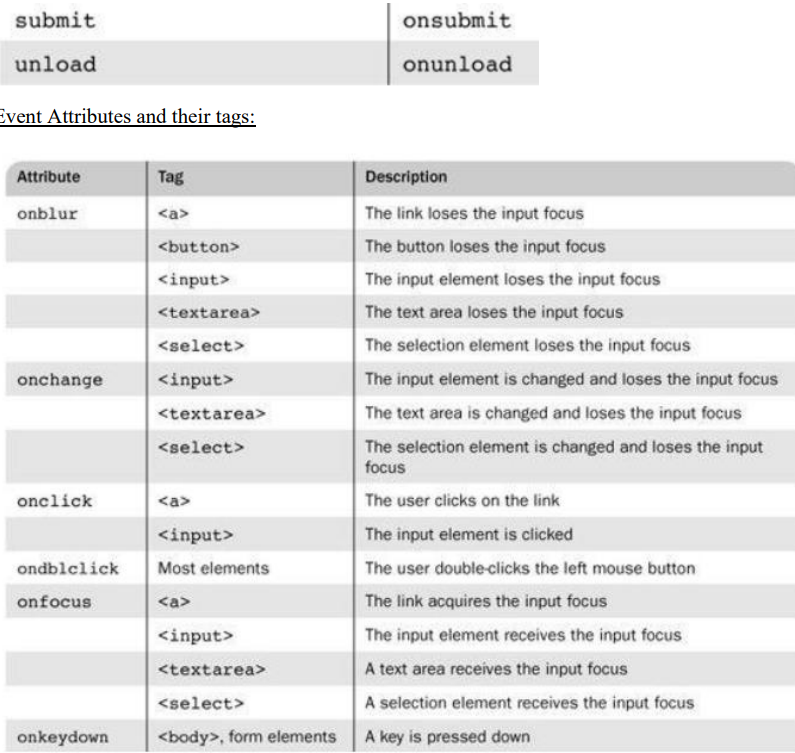 submit onsubmit
unload onunload
Event Attributes and their tags:
Attribute Tag Description
onblur <a> The link loses the input focus
<button> The button loses the input focus
<input> The input element loses the input focus
<textarea> The text area loses the input focus
<select> The selection element loses the input focus
onchange <input> The input element is changed and loses the input focus
<textarea> The text area is changed and loses the input focus
<select> The selection element is changed and loses the input
focus
onclick <a> The user clicks on the link
<input> The input element is clicked
ondblclick Most elements The user double-clicks the left mouse button
onfocus <a> The link acquires the input focus
<input> The input element receives the input focus
<textarea> A text area receives the input focus
<select> A selection element receives the input focus
onkeydown <body>, form elements A key is pressed down